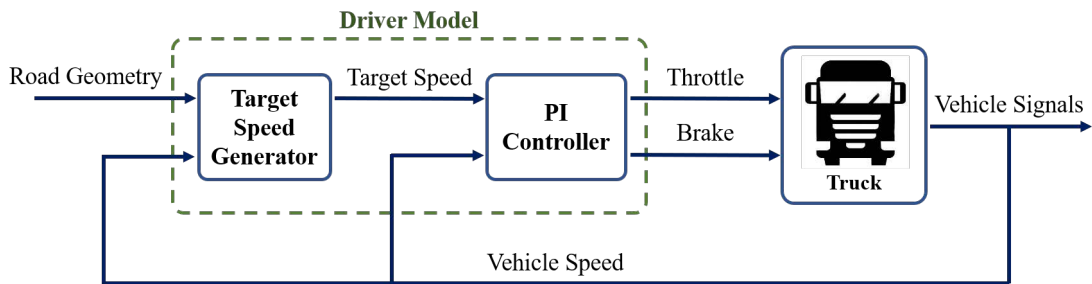 Driver Model
Road Geometry
Target
Speed
Generator
Target Speed
PI
Controller
Throttle
Brake
Truck
Vehicle Signals
Vehicle Speed